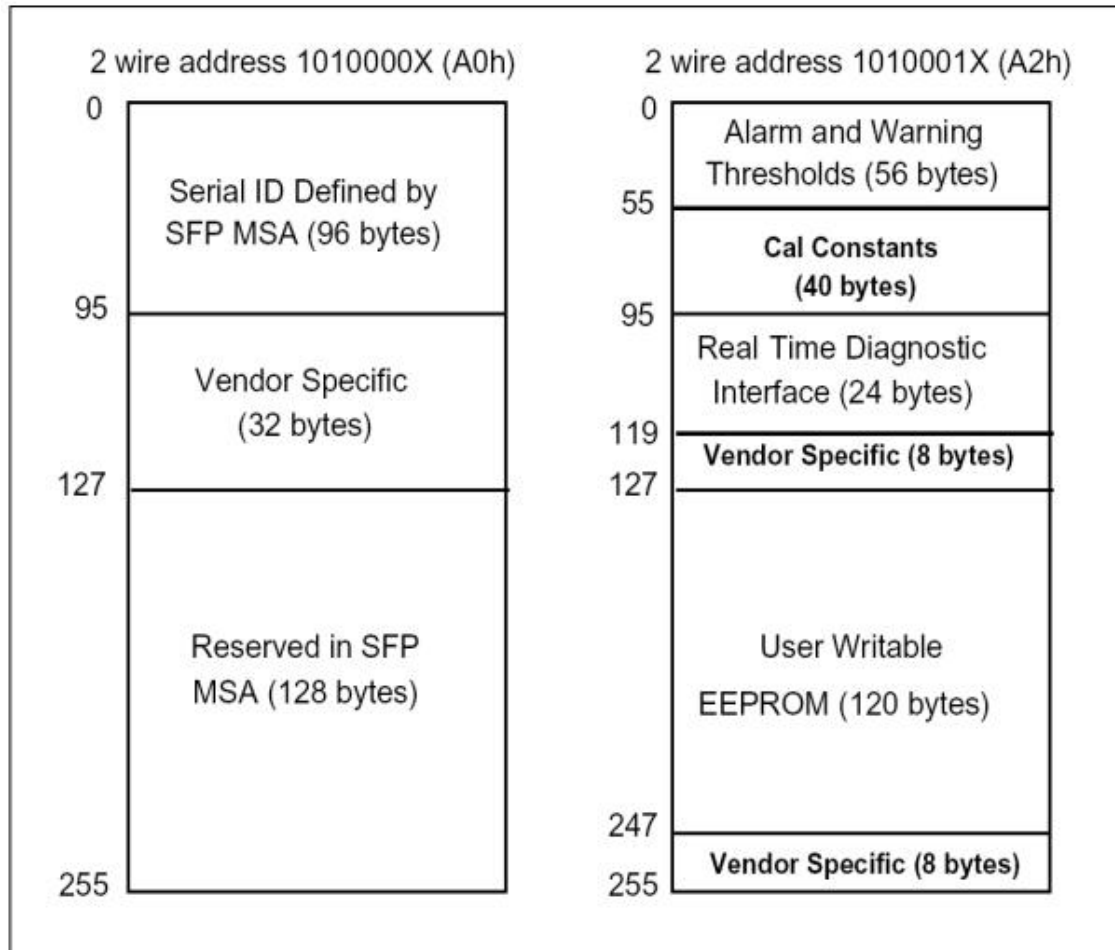 2 wire address 1010000X (A0h)
0
Serial ID Defined by
SFP MSA (96 bytes)
95
Vendor Specific
(32 bytes)
127
Reserved in SFP
MSA (128 bytes)
255
2 wire address 1010001X (A2h)
0
Alarm and Warning
Thresholds (56 bytes)
55
Cal Constants
(40 bytes)
95
Real Time Diagnostic
Interface (24 bytes)
119
Vendor Specific (8 bytes)
127
User Writable
EEPROM (120 bytes)
247
Vendor Specific (8 bytes)
255